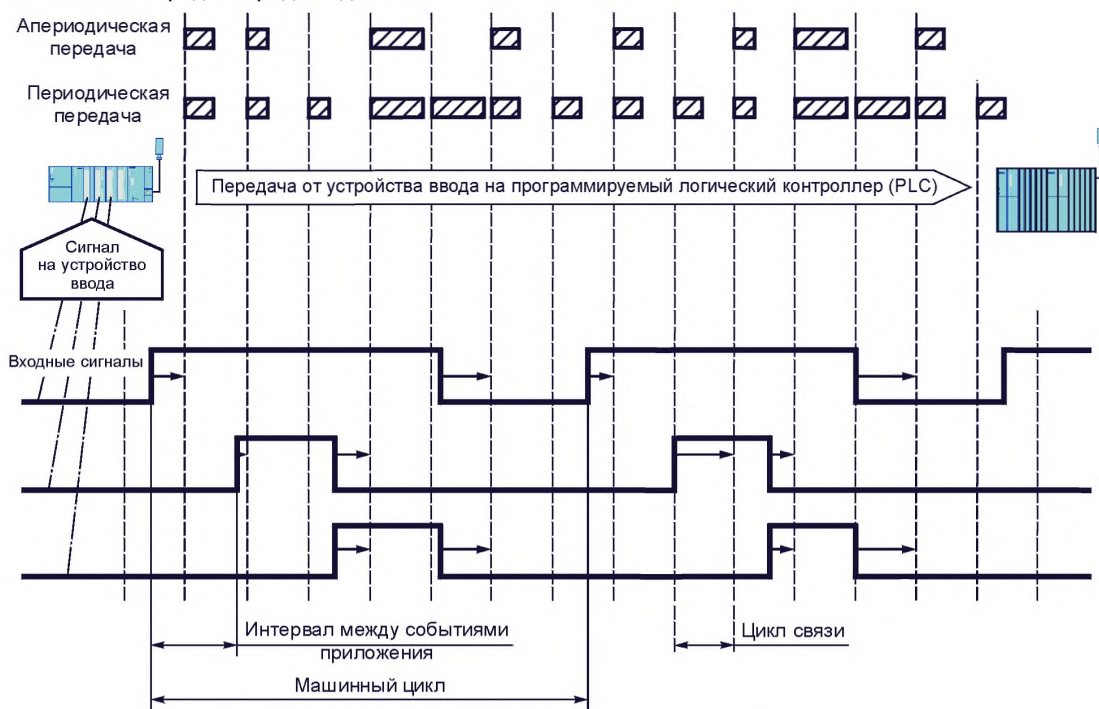 Апериодическая
передача
Периодическая
передача
Передача от устройства ввода на программируемый логический контроллер (PLC)
Сигнал
на устройство
ввода
Входные сигналы
Интервал между событиями
приложения
Цикл связи
Машинный цикл